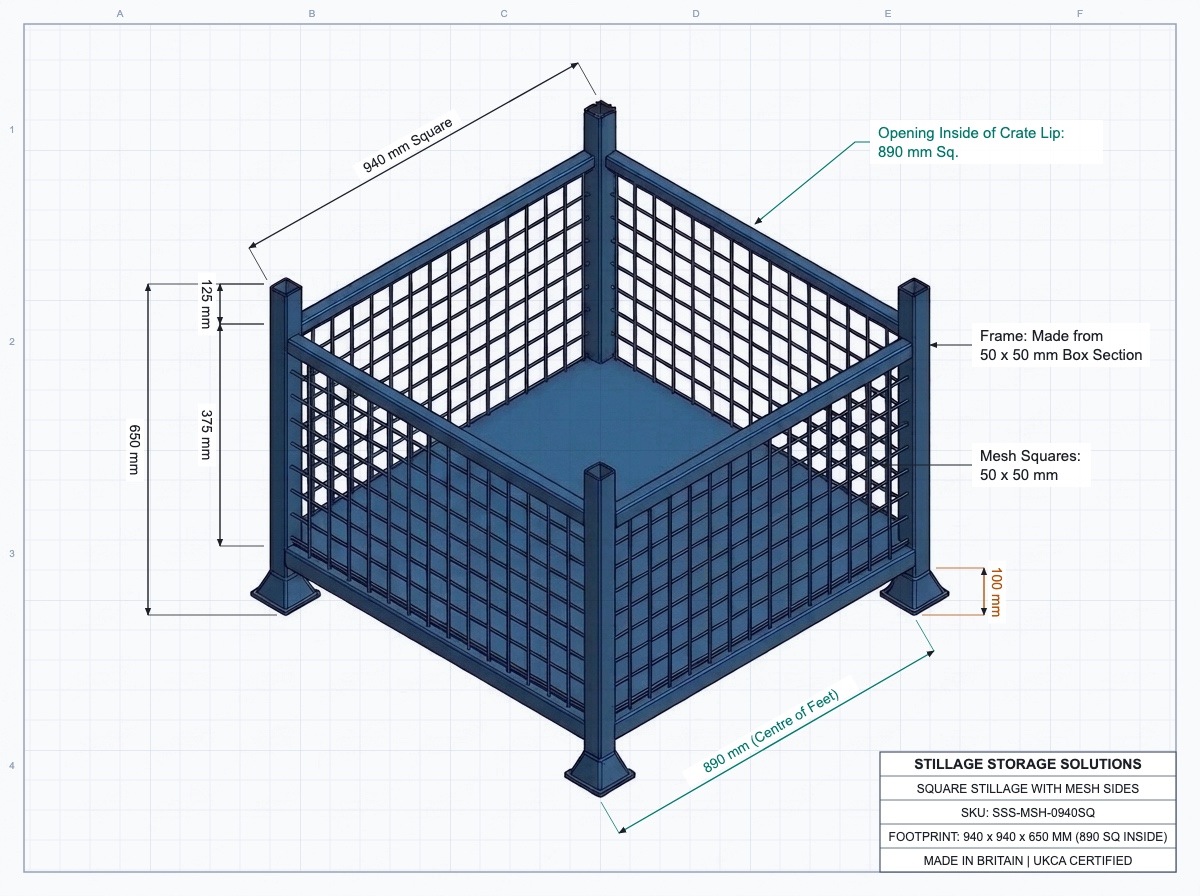 A B C D E F
1
940 mm Square
Opening Inside of Crate Lip:
890 mm Sq.
125 mm
2
Frame: Made from
50 x 50 mm Box Section
375 mm
650 mm
Mesh Squares:
50 x 50 mm
3
100 mm
890 mm (Centre of Feet)
4
STILLAGE STORAGE SOLUTIONS
SQUARE STILLAGE WITH MESH SIDES
SKU: SSS-MSH-0940SQ
FOOTPRINT: 940 x 940 x 650 MM (890 SQ INSIDE)
MADE IN BRITAIN | UKCA CERTIFIED